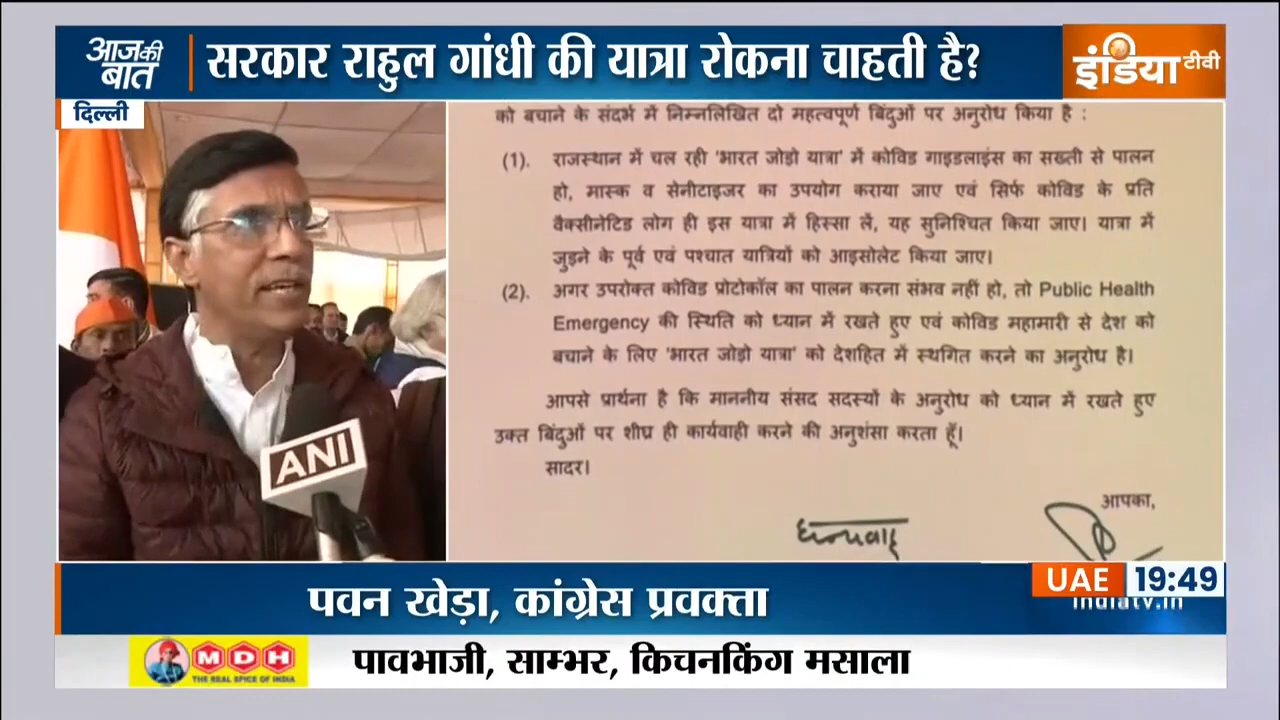 आज की
बात
सरकार राहुल गांधी की यात्रा रोकना चाहती है?
इंडिया टीवी
दिल्ली
को बचाने के संदर्भ में निम्नलिखित दो महत्वपूर्ण बिंदुओं पर अनुरोध किया है :
(1). राजस्थान में चल रही 'भारत जोड़ो यात्रा' में कोविड गाइडलाइंस का सख्ती से पालन
हो, मास्क व सेनीटाइजर का उपयोग कराया जाए एवं सिर्फ कोविड के प्रति
वैक्सीनेटिड लोग ही इस यात्रा में हिस्सा लें, यह सुनिश्चित किया जाए। यात्रा में
जुड़ने के पूर्व एवं पश्चात यात्रियों को आइसोलेट किया जाए।
(2). अगर उपरोक्त कोविड प्रोटोकॉल का पालन करना संभव नहीं हो, तो Public Health
Emergency की स्थिति को ध्यान में रखते हुए एवं कोविड महामारी से देश को
बचाने के लिए 'भारत जोड़ो यात्रा' को देशहित में स्थगित करने का अनुरोध है।
आपसे प्रार्थना है कि माननीय संसद सदस्यों के अनुरोध को ध्यान में रखते हुए
उक्त बिंदुओं पर शीघ्र ही कार्यवाही करने की अनुशंसा करता हूँ।
सादर।
आपका,
धन्यवाद
ANI
पवन खेड़ा, कांग्रेस प्रवक्ता
UAE 19:49
indiatv.in
MDH
THE REAL SPICE OF INDIA
पावभाजी, साम्भर, किचनकिंग मसाला